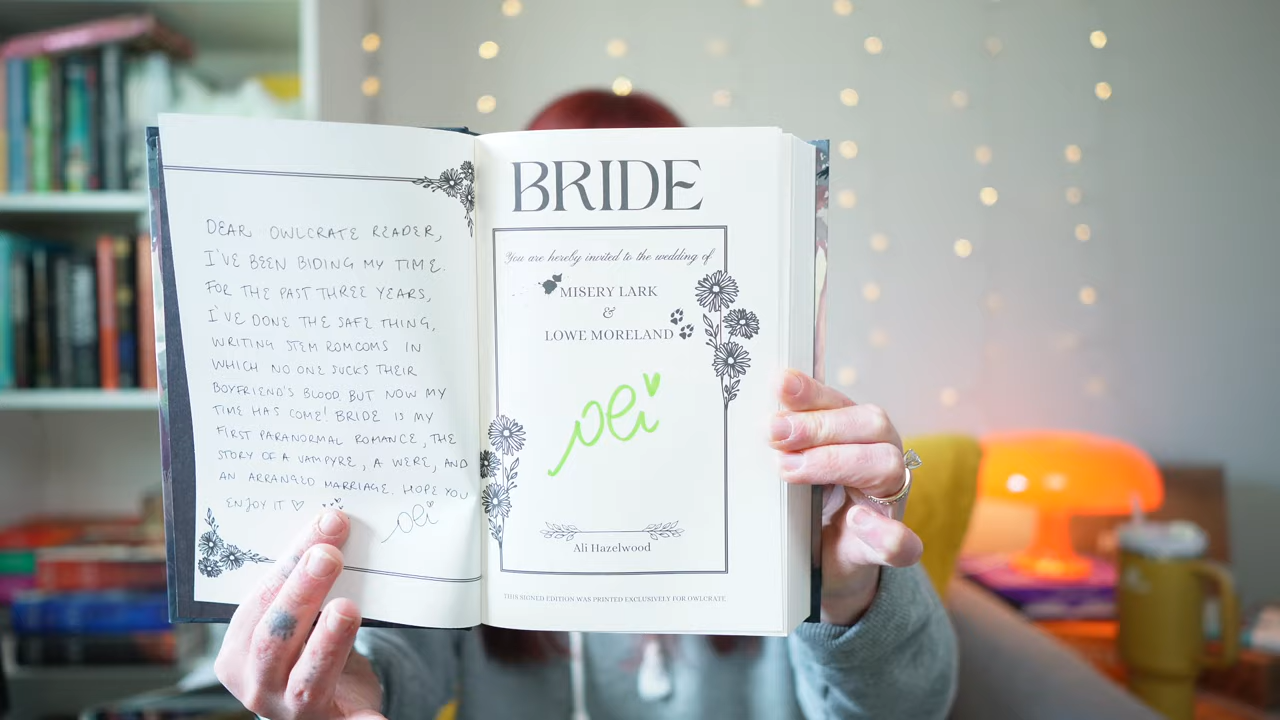 DEAR OWLCRATE READER,
I'VE BEEN BIDING MY TIME.
FOR THE PAST THREE YEARS,
I'VE DONE THE SAFE THING,
WRITING STEM ROMCOMS IN
WHICH NO ONE SUCKS THEIR
BOYFRIEND'S BLOOD. BUT NOW MY
TIME HAS COME! BRIDE IS MY
FIRST PARANORMAL ROMANCE, THE
STORY OF A VAMPYRE, A WERE, AND
AN ARRANGED MARRIAGE. HOPE YOU
ENJOY IT ♡
Ali
BRIDE
You are hereby invited to the wedding of
MISERY LARK
&
LOWE MORELAND
Ali
Ali Hazelwood
THIS SIGNED EDITION WAS PRINTED EXCLUSIVELY FOR OWLCRATE